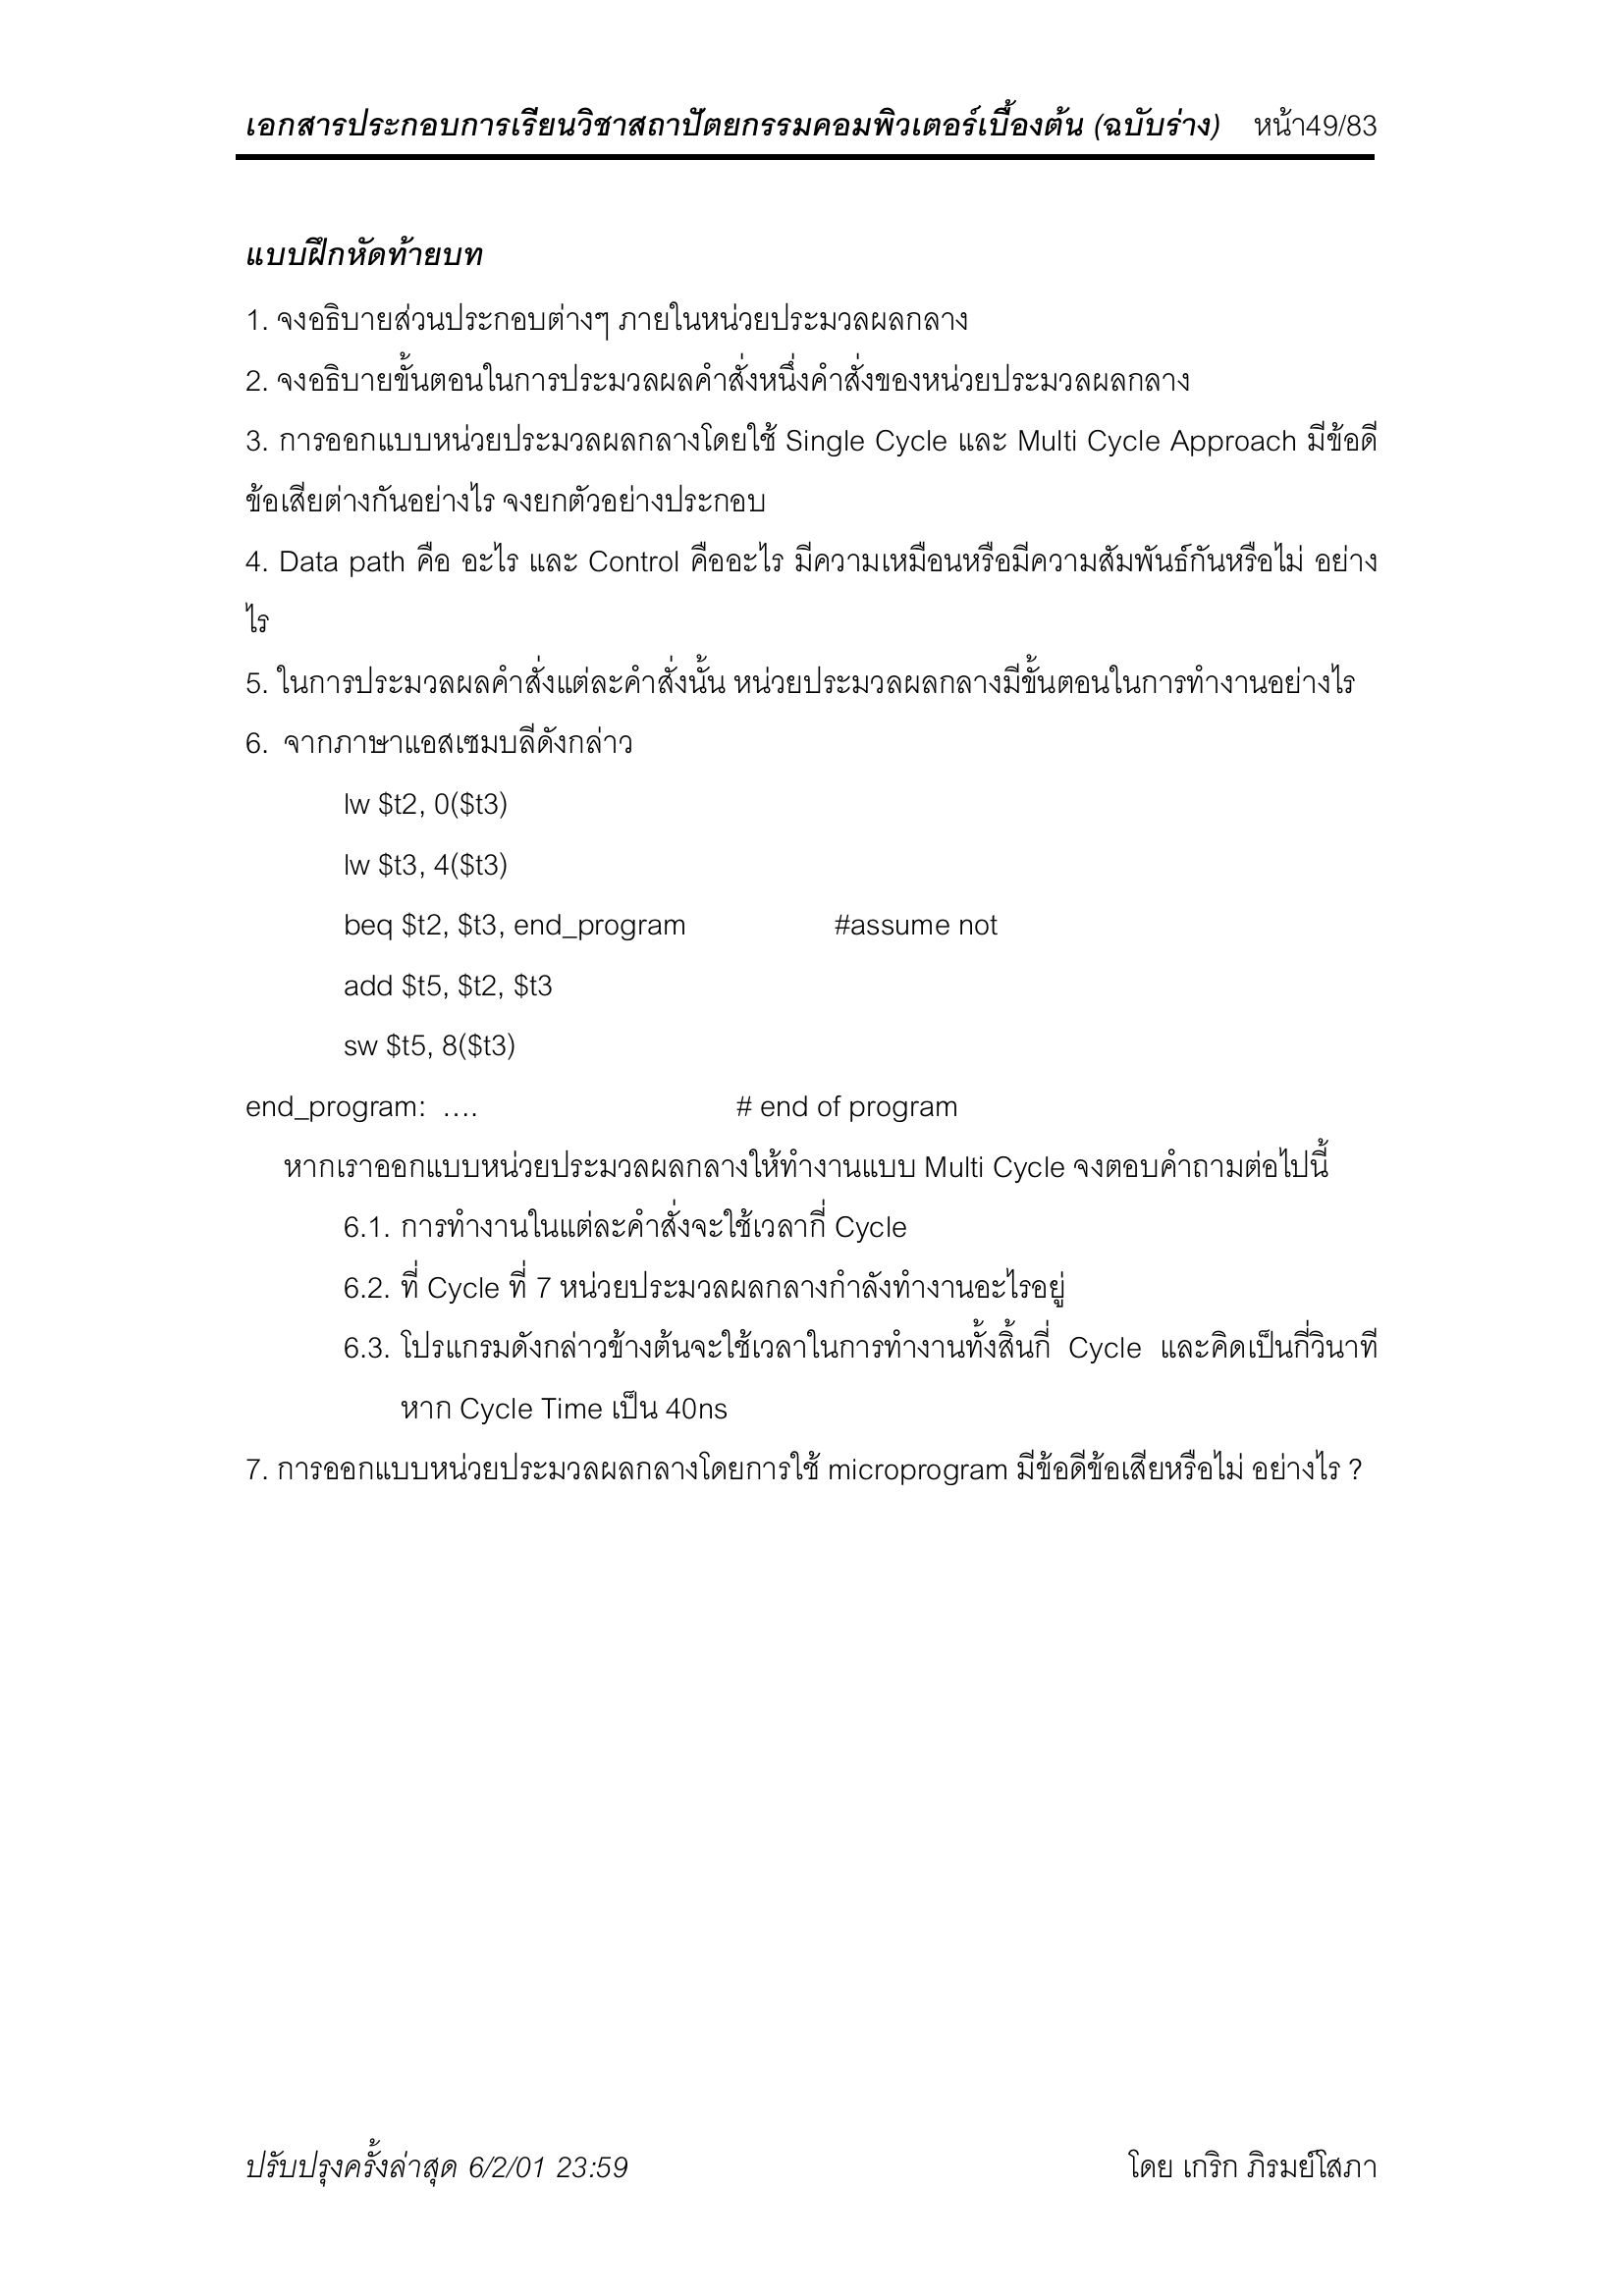 เอกสารประกอบการเรียนวิชาสถาปัตยกรรมคอมพิวเตอร์เบื้องต้น (ฉบับร่าง) หน้า49/83
แบบฝึกหัดท้ายบท
1. จงอธิบายส่วนประกอบต่างๆ ภายในหน่วยประมวลผลกลาง
2. จงอธิบายขั้นตอนในการประมวลผลคำสั่งหนึ่งคำสั่งของหน่วยประมวลผลกลาง
3. การออกแบบหน่วยประมวลผลกลางโดยใช้ Single Cycle และ Multi Cycle Approach มีข้อดี
ข้อเสียต่างกันอย่างไร จงยกตัวอย่างประกอบ
4. Data path คือ อะไร และ Control คืออะไร มีความเหมือนหรือมีความสัมพันธ์กันหรือไม่ อย่าง
ไร
5. ในการประมวลผลคำสั่งแต่ละคำสั่งนั้น หน่วยประมวลผลกลางมีขั้นตอนในการทำงานอย่างไร
6. จากภาษาแอสเซมบลีดังกล่าว
lw $t2, 0($t3)
lw $t3, 4($t3)
beq $t2, $t3, end_program #assume not
add $t5, $t2, $t3
sw $t5, 8($t3)
end_program: .... # end of program
หากเราออกแบบหน่วยประมวลผลกลางให้ทำงานแบบ Multi Cycle จงตอบคำถามต่อไปนี้
6.1. การทำงานในแต่ละคำสั่งจะใช้เวลากี่ Cycle
6.2. ที่ Cycle ที่ 7 หน่วยประมวลผลกลางกำลังทำงานอะไรอยู่
6.3. โปรแกรมดังกล่าวข้างต้นจะใช้เวลาในการทำงานทั้งสิ้นกี่ Cycle และคิดเป็นกี่วินาที
หาก Cycle Time เป็น 40ns
7. การออกแบบหน่วยประมวลผลกลางโดยการใช้ microprogram มีข้อดีข้อเสียหรือไม่ อย่างไร ?
ปรับปรุงครั้งล่าสุด 6/2/01 23:59 โดย เกริก ภิรมย์โสภา